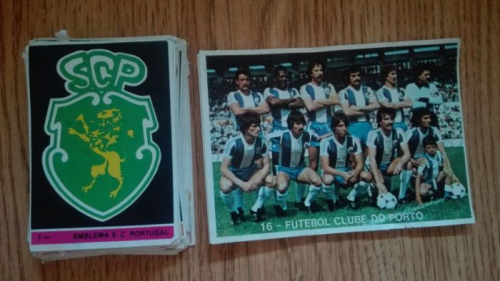 SCP
1 — EMBLEMA S. C. PORTUGAL
16 - FUTEBOL CLUBE DO PORTO